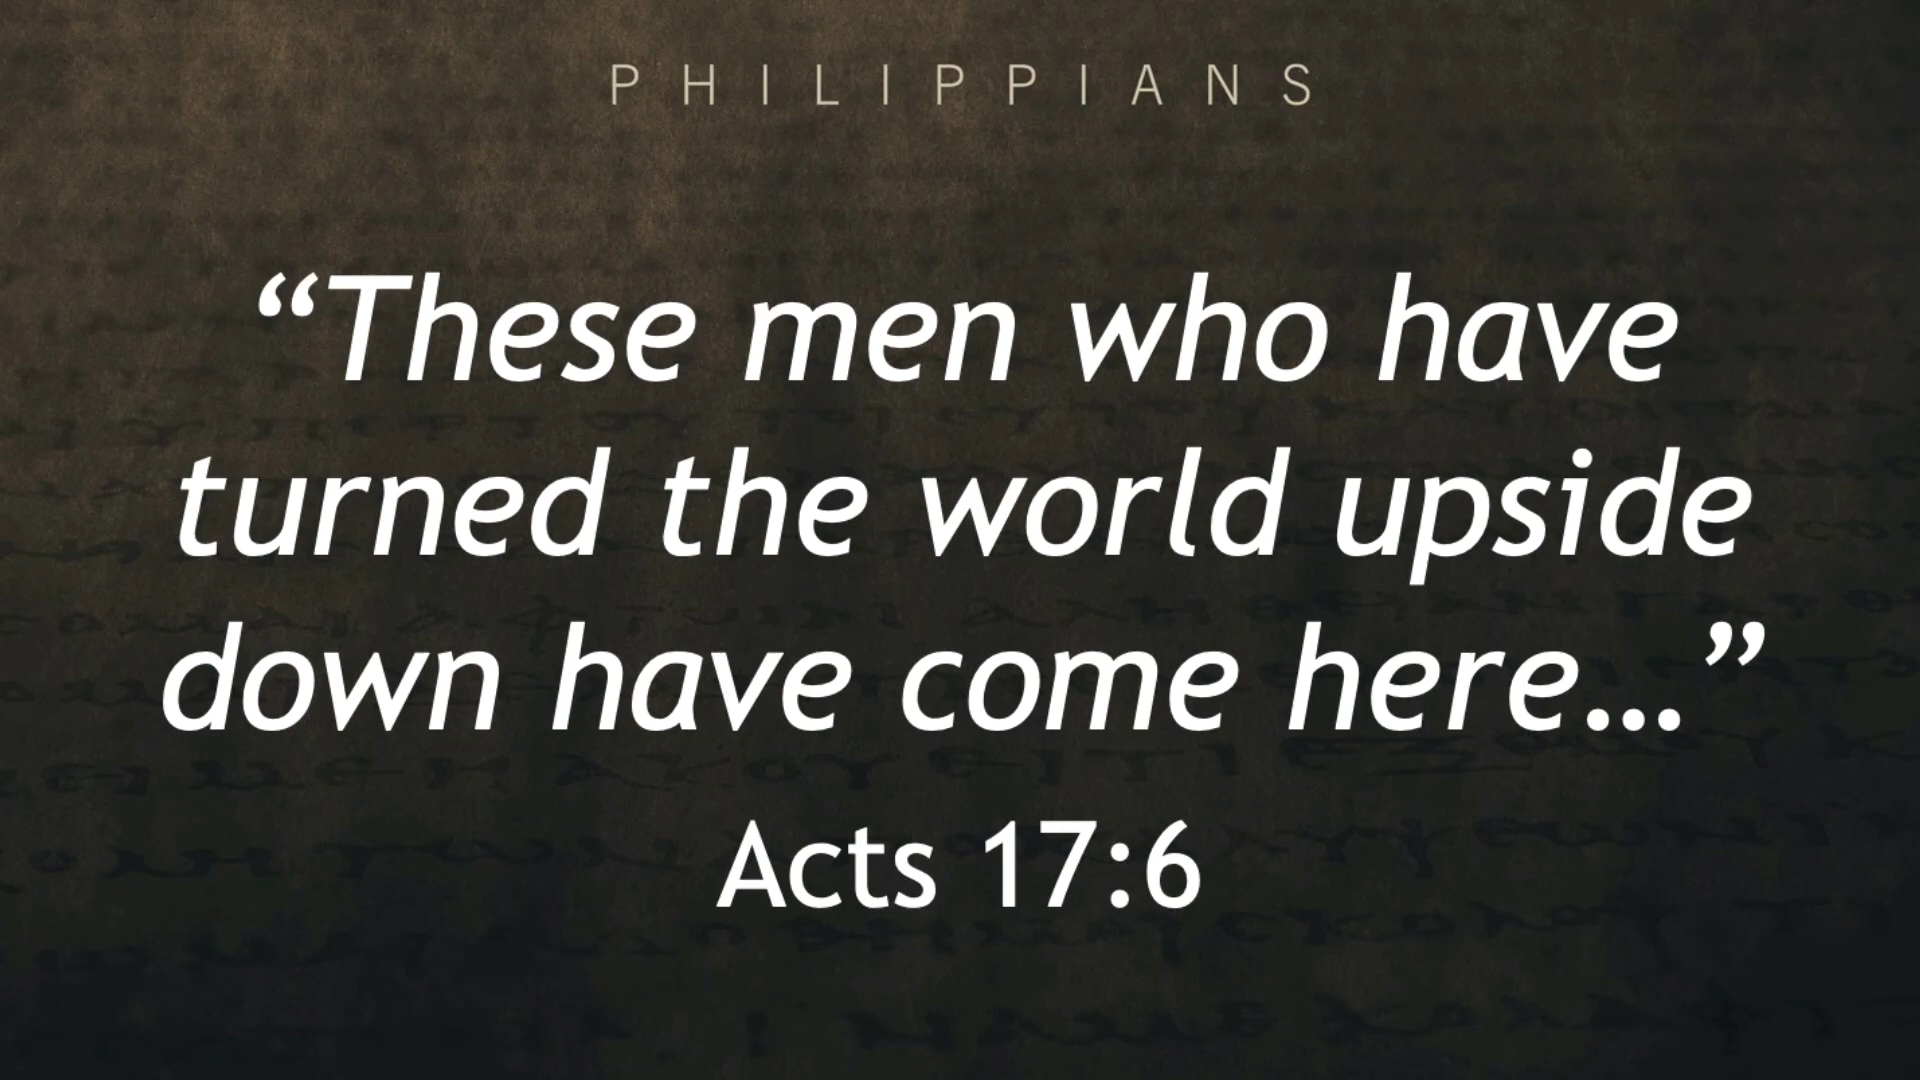 PHILIPPIANS
“These men who have
turned the world upside
down have come here…”
Acts 17:6